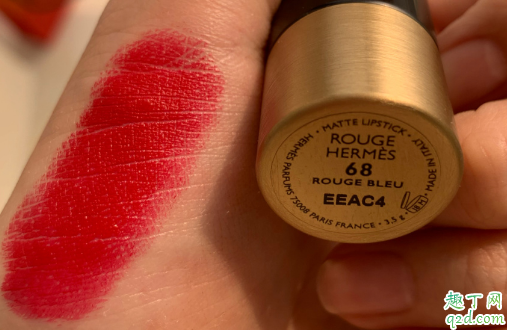 • MATTE LIPSTICK •
ROUGE
HERMÈS
68
ROUGE BLEU
EEAC4
HERMÈS PARFUMS 75008 PARIS FRANCE • 3,5 g
MADE IN ITALY
趣丁网
q2d.com